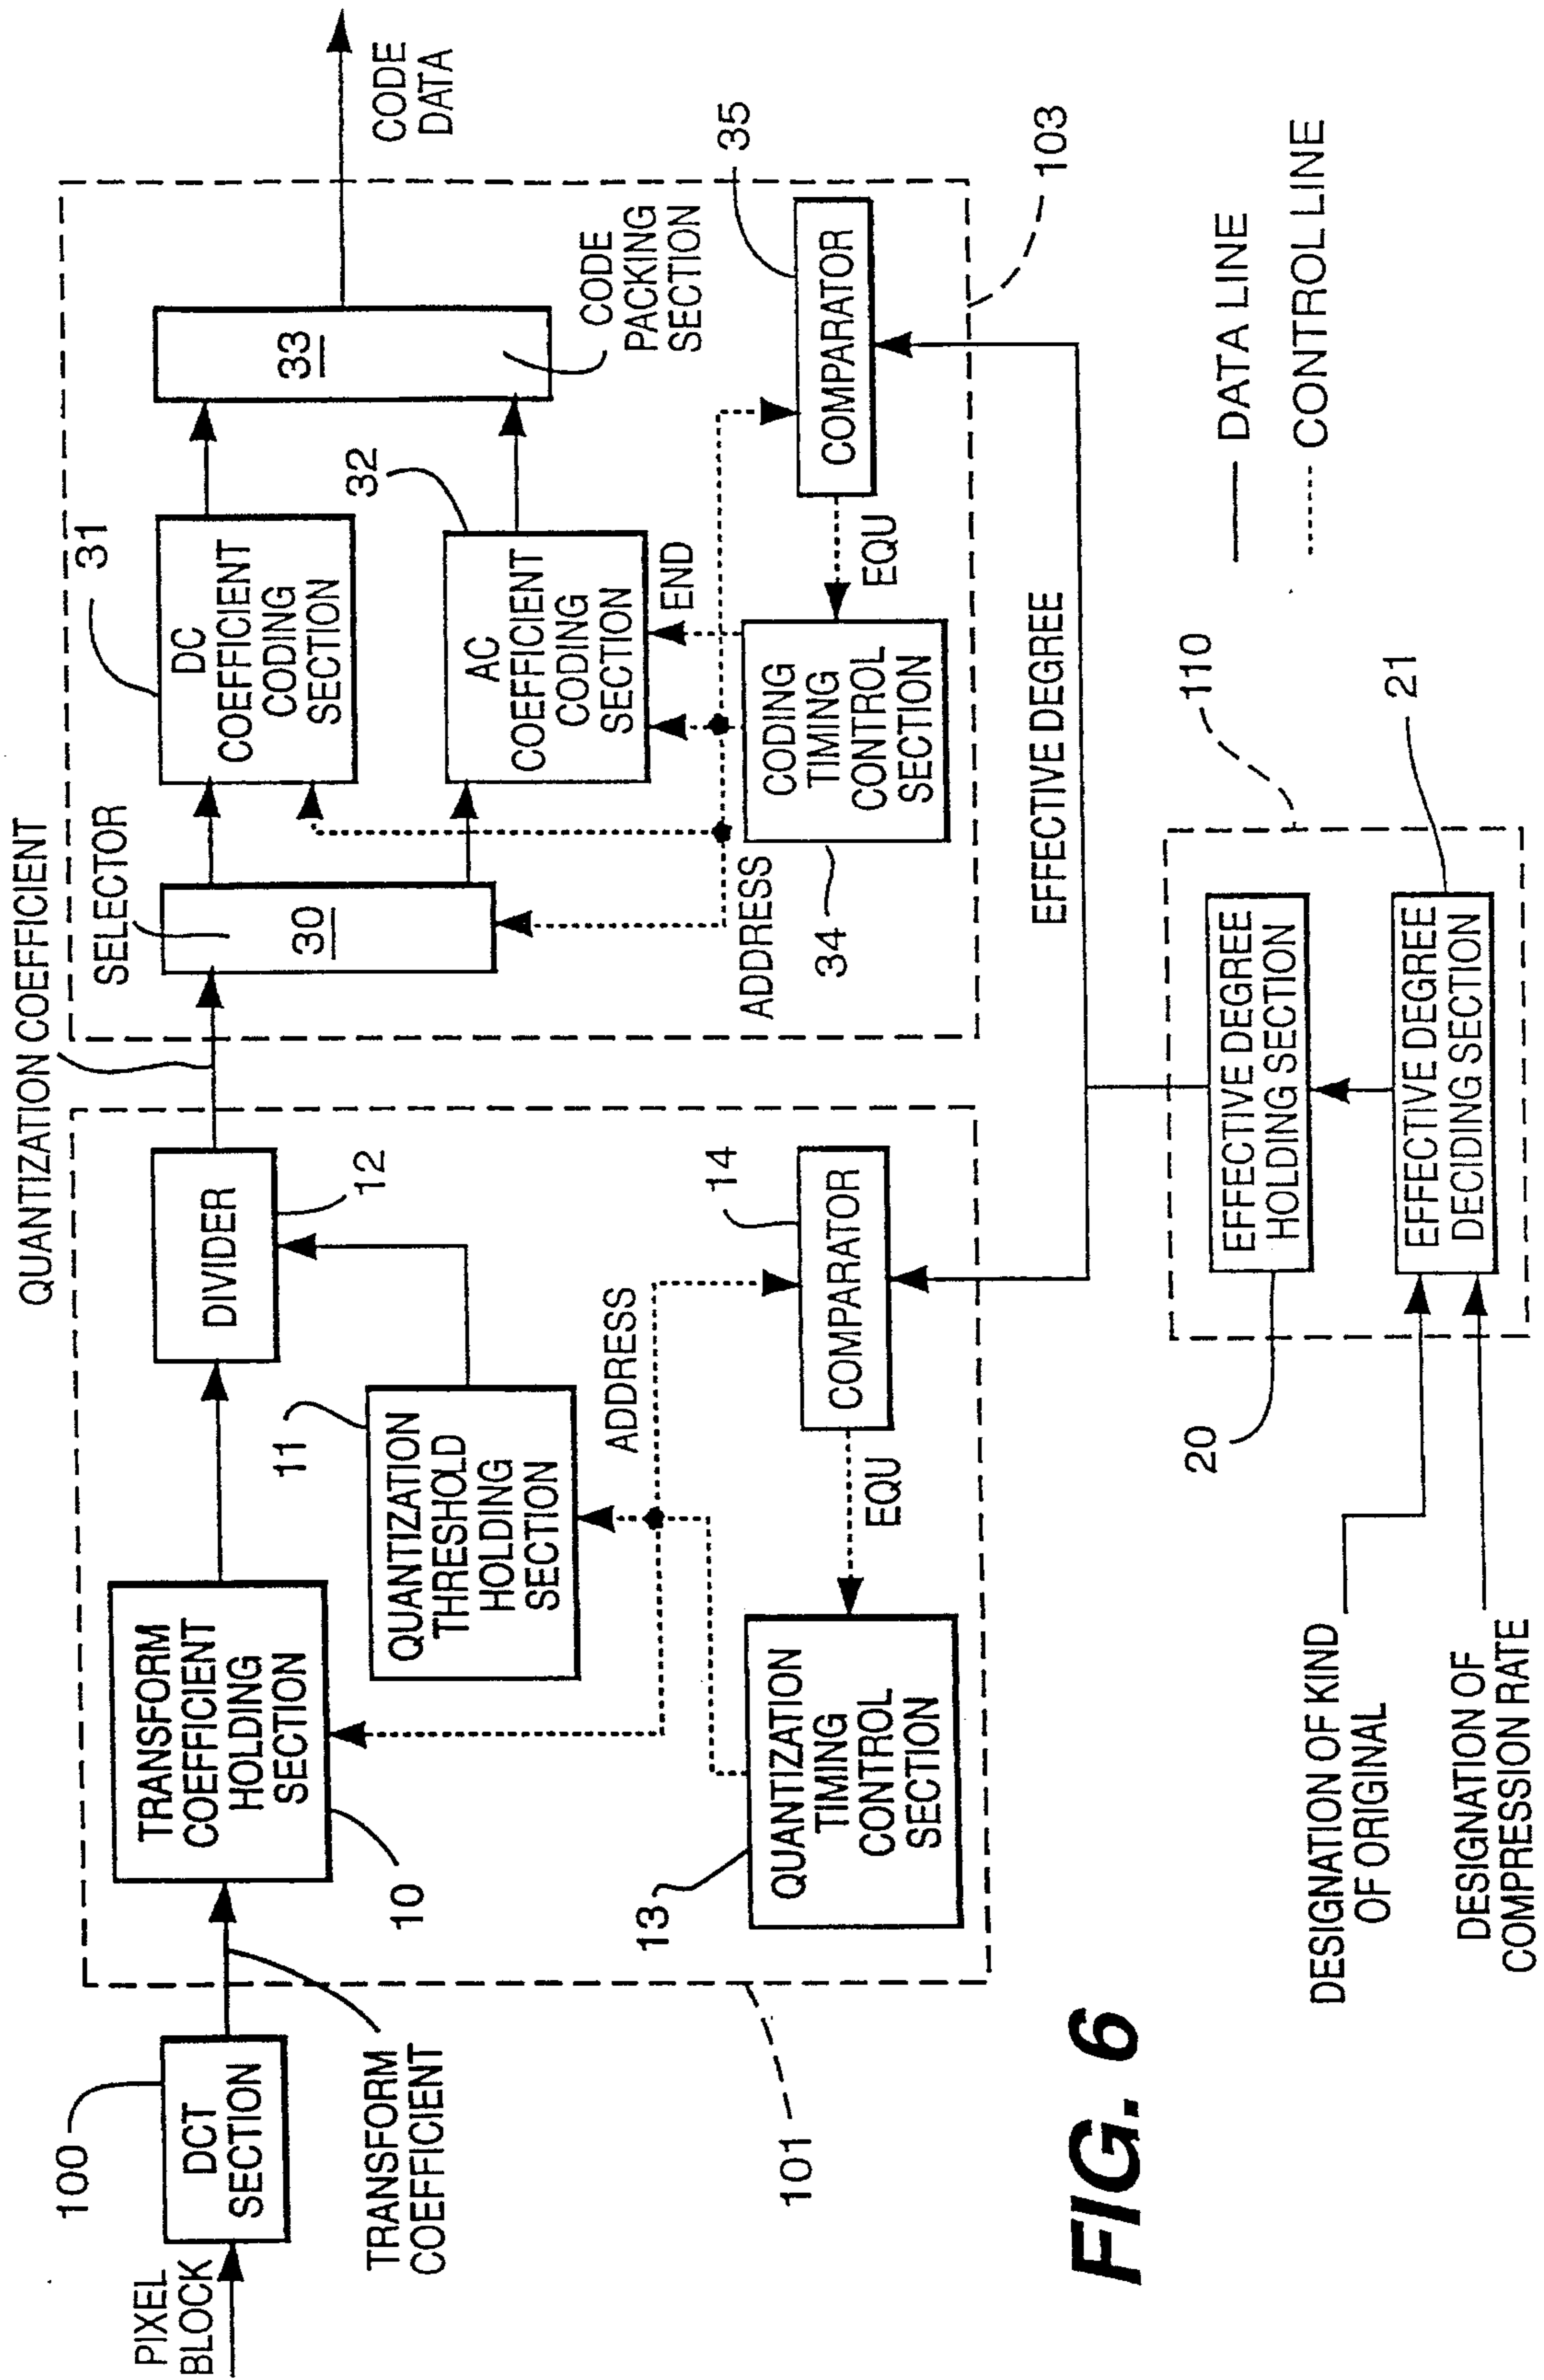 PIXEL
BLOCK
100
DCT
SECTION
TRANSFORM
COEFFICIENT
101
TRANSFORM
COEFFICIENT
HOLDING
SECTION
10
QUANTIZATION
THRESHOLD
HOLDING
SECTION
11
DIVIDER
12
ADDRESS
QUANTIZATION
TIMING
CONTROL
SECTION
13
EQU
COMPARATOR
14
QUANTIZATION COEFFICIENT
SELECTOR
30
DC
COEFFICIENT
CODING
SECTION
31
AC
COEFFICIENT
CODING
SECTION
32
33
CODE
PACKING
SECTION
CODE
DATA
ADDRESS
END
CODING
TIMING
CONTROL
SECTION
34
EQU
COMPARATOR
35
103
EFFECTIVE DEGREE
EFFECTIVE DEGREE
HOLDING SECTION
20
EFFECTIVE DEGREE
DECIDING SECTION
21
110
DESIGNATION OF KIND
OF ORIGINAL
DESIGNATION OF
COMPRESSION RATE
DATA LINE
CONTROL LINE
FIG. 6